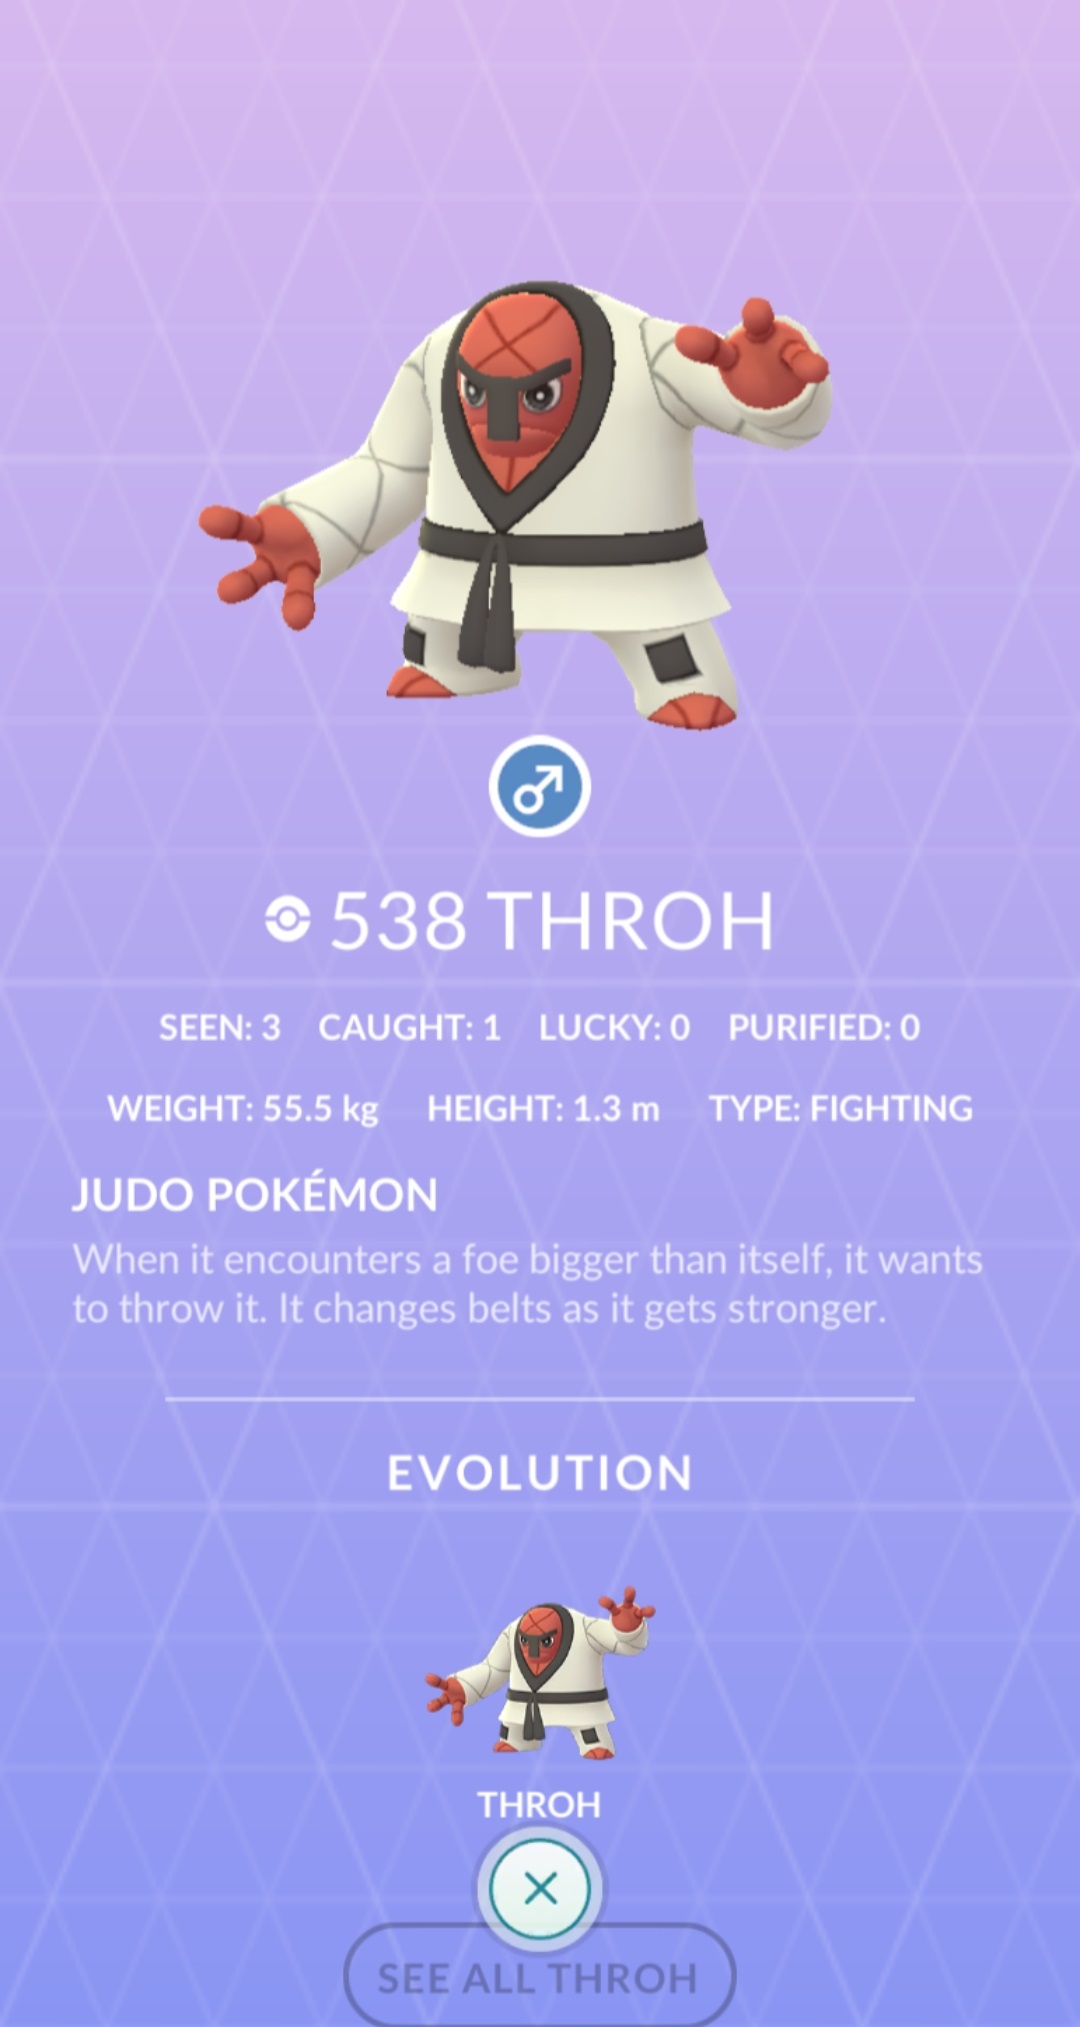 538 THROH
SEEN: 3 CAUGHT: 1 LUCKY: 0 PURIFIED: 0
WEIGHT: 55.5 kg HEIGHT: 1.3 m TYPE: FIGHTING
JUDO POKÉMON
When it encounters a foe bigger than itself, it wants
to throw it. It changes belts as it gets stronger.
EVOLUTION
THROH
SEE ALL THROH